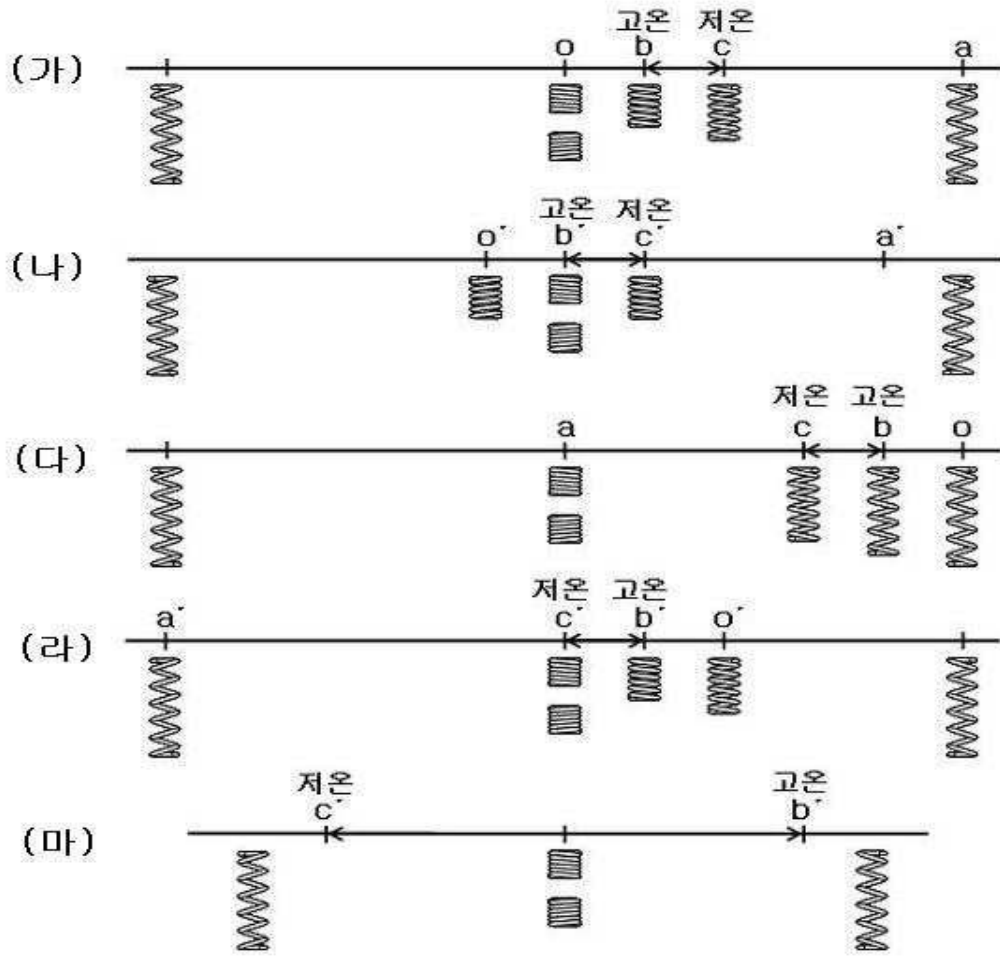 고온 저온
o b c a
(가)
고온 저온
o´ b´ c´ a´
(나)
저온 고온
a c b o
(다)
저온 고온
a´ c´ b´ o´
(라)
저온 고온
c´ b´
(마)